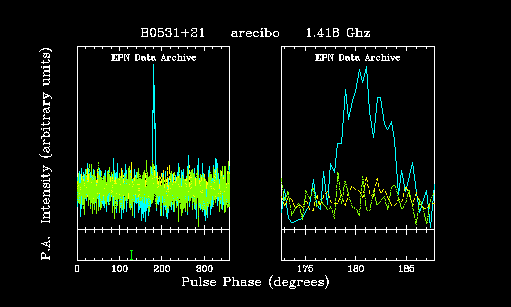 B0531+21 arecibo 1.418 Ghz
EPN Data Archive EPN Data Archive
P.A. Intensity (arbitrary units)
0 100 200 300 175 180 185
Pulse Phase (degrees)